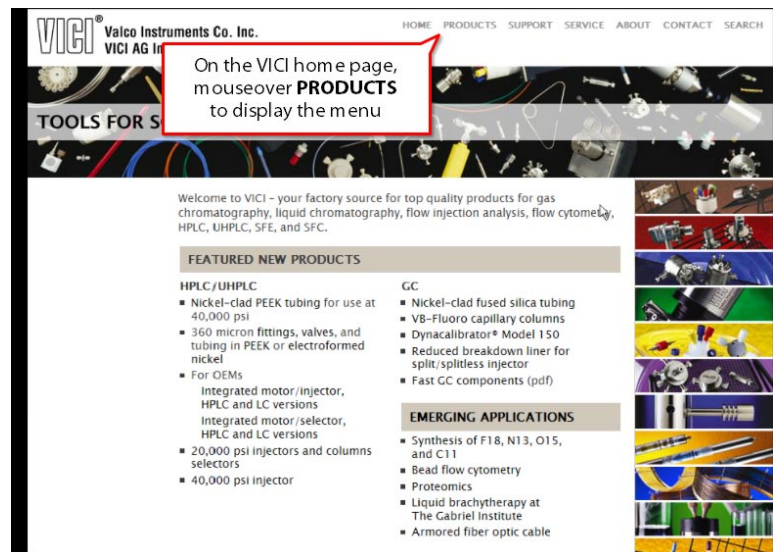 VICI® Valco Instruments Co. Inc.
VICI AG In
HOME PRODUCTS SUPPORT SERVICE ABOUT CONTACT SEARCH
On the VICI home page,
mouseover PRODUCTS
to display the menu
TOOLS FOR S
Welcome to VICI – your factory source for top quality products for gas
chromatography, liquid chromatography, flow injection analysis, flow cytometry,
HPLC, UHPLC, SFE, and SFC.
FEATURED NEW PRODUCTS
HPLC/UHPLC
▪ Nickel-clad PEEK tubing for use at
40,000 psi
▪ 360 micron fittings, valves, and
tubing in PEEK or electroformed
nickel
▪ For OEMs
Integrated motor/injector,
HPLC and LC versions
Integrated motor/selector,
HPLC and LC versions
▪ 20,000 psi injectors and columns
selectors
▪ 40,000 psi injector
GC
▪ Nickel-clad fused silica tubing
▪ VB-Fluoro capillary columns
▪ Dynacalibrator® Model 150
▪ Reduced breakdown liner for
split/splitless injector
▪ Fast GC components (pdf)
EMERGING APPLICATIONS
▪ Synthesis of F18, N13, O15,
and C11
▪ Bead flow cytometry
▪ Proteomics
▪ Liquid brachytherapy at
The Gabriel Institute
▪ Armored fiber optic cable